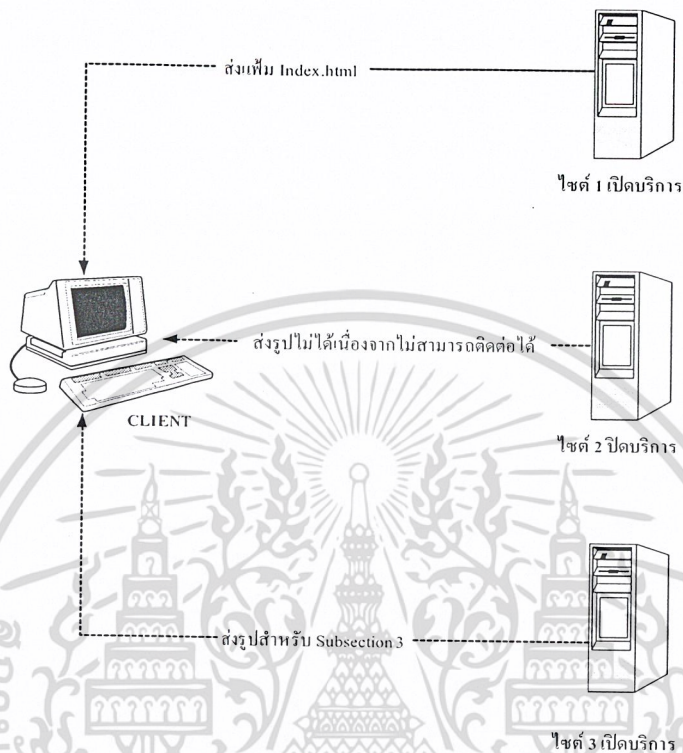 ส่งแฟ้ม Index.html
ไซต์ 1 เปิดบริการ
ส่งรูปไม่ได้เนื่องจากไม่สามารถติดต่อได้
CLIENT
ไซต์ 2 ปิดบริการ
ส่งรูปสำหรับ Subsection 3
ไซต์ 3 เปิดบริการ